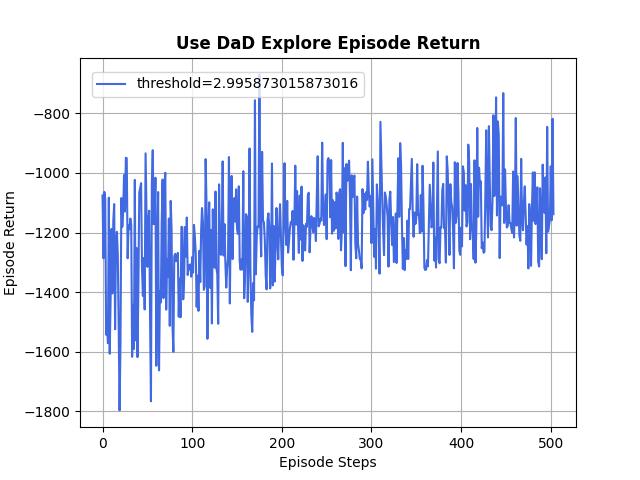 Use DaD Explore Episode Return
threshold=2.995873015873016
Episode Return
−800
−1000
−1200
−1400
−1600
−1800
0 100 200 300 400 500
Episode Steps